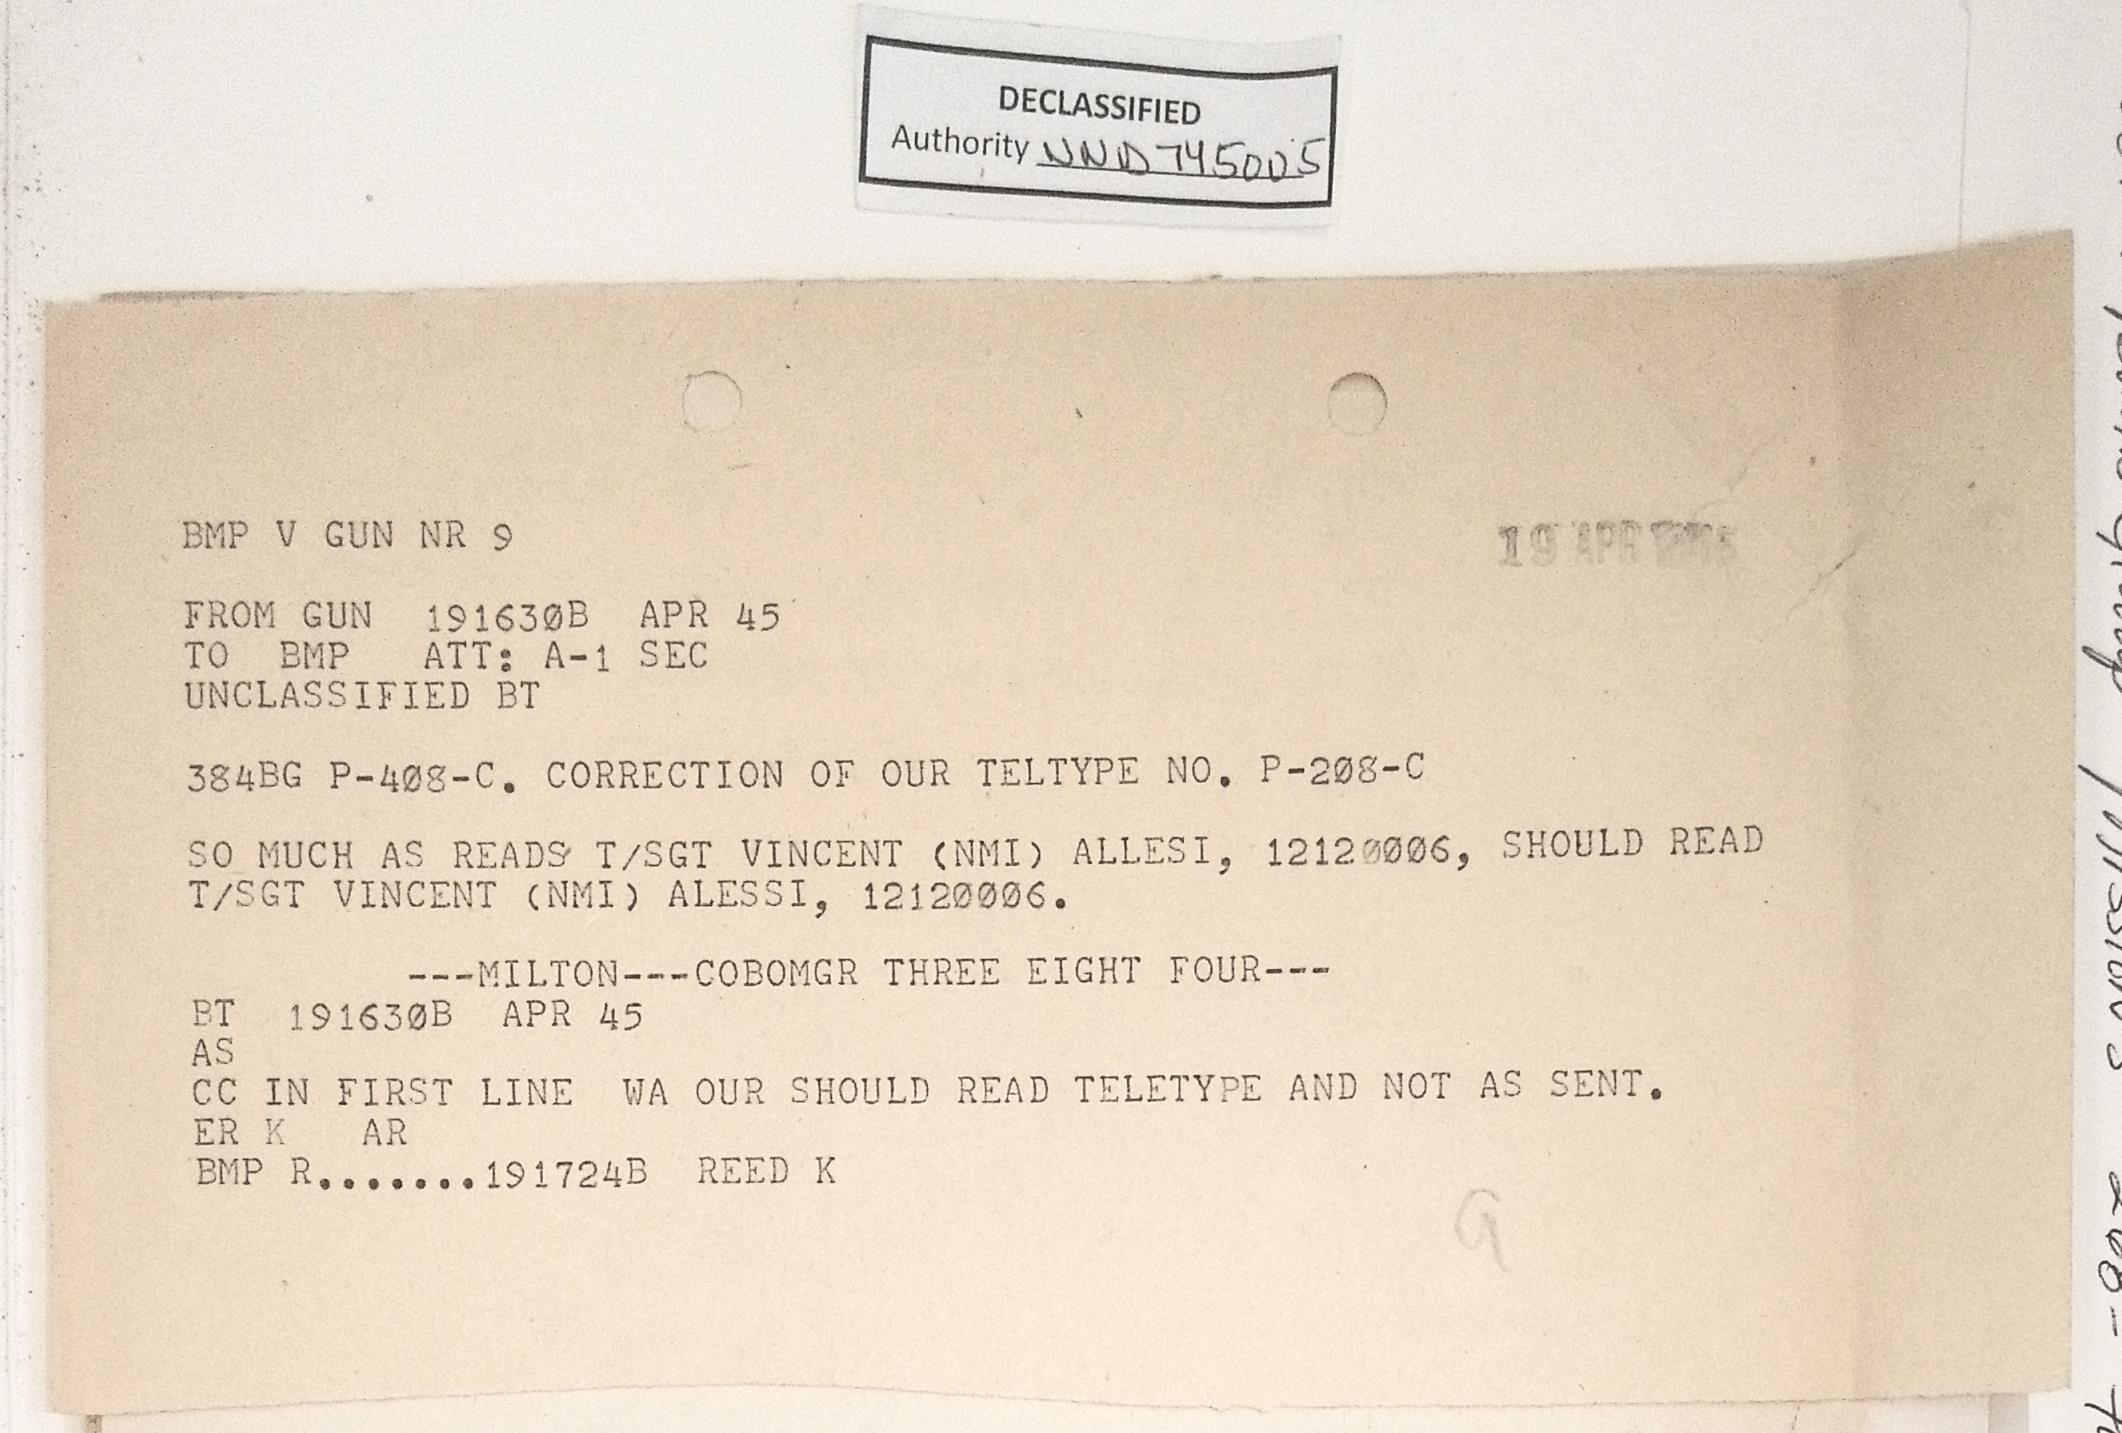 DECLASSIFIED
Authority NND 745005
BMP V GUN NR 9
19 APR
FROM GUN  191630B  APR 45
TO  BMP   ATT: A-1 SEC
UNCLASSIFIED BT
384BG P-408-C. CORRECTION OF OUR TELTYPE NO. P-208-C
SO MUCH AS READS T/SGT VINCENT (NMI) ALLESI, 12120006, SHOULD READ
T/SGT VINCENT (NMI) ALESSI, 12120006.
---MILTON---COBOMGR THREE EIGHT FOUR---
BT  191630B  APR 45
AS
CC IN FIRST LINE  WA OUR SHOULD READ TELETYPE AND NOT AS SENT.
ER K   AR
BMP R.......191724B  REED K
G